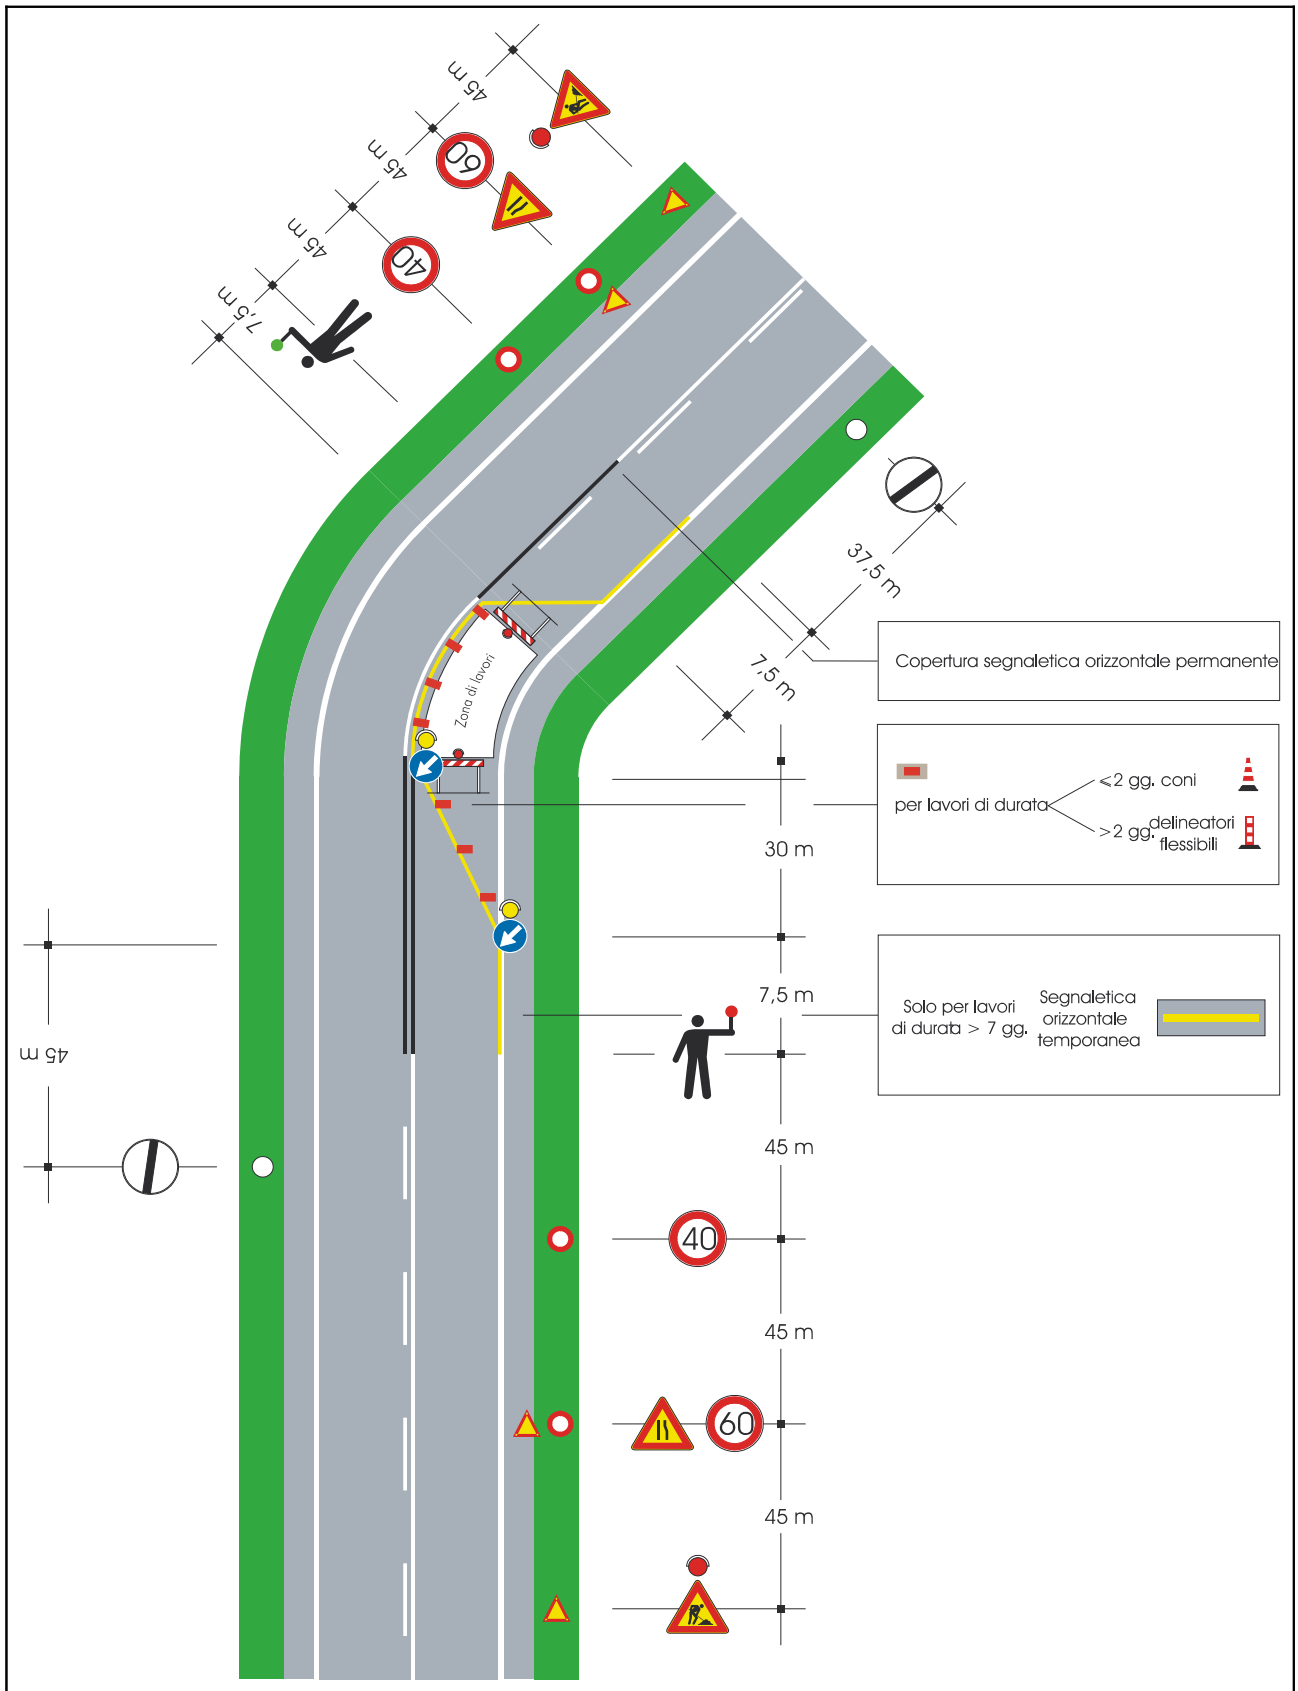 45 m
45 m
60
45 m
40
7,5 m
37,5 m
7,5 m
Copertura segnaletica orizzontale permanente
Zona di lavori
per lavori di durata
<2 gg. coni
>2 gg. delineatori
flessibili
30 m
7,5 m
Solo per lavori
di durata > 7 gg.
Segnaletica
orizzontale
temporanea
45 m
45 m
40
45 m
60
45 m